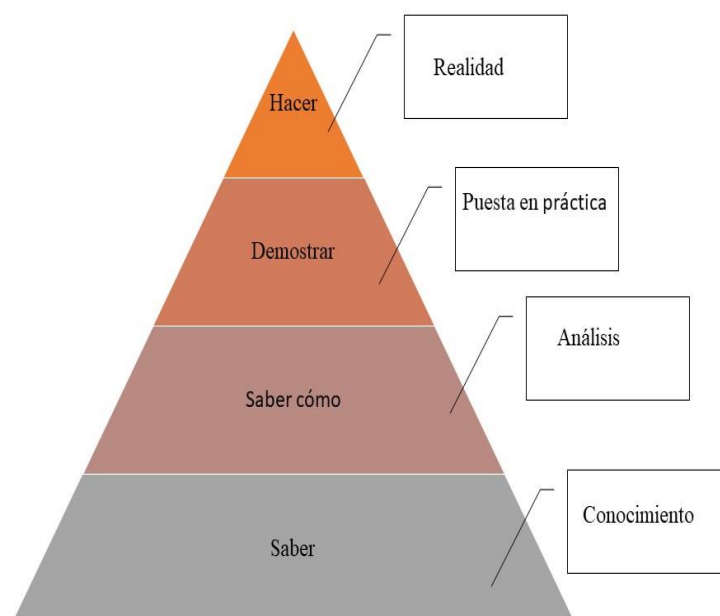 Hacer
Realidad
Demostrar
Puesta en práctica
Saber cómo
Análisis
Saber
Conocimiento